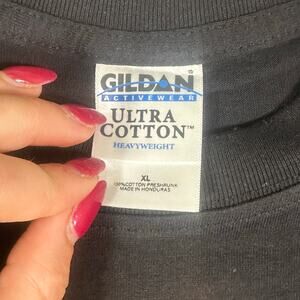 GILDAN®
ACTIVEWEAR
ULTRA
COTTON™
HEAVYWEIGHT
XL
100% COTTON PRESHRUNK
MADE IN HONDURAS